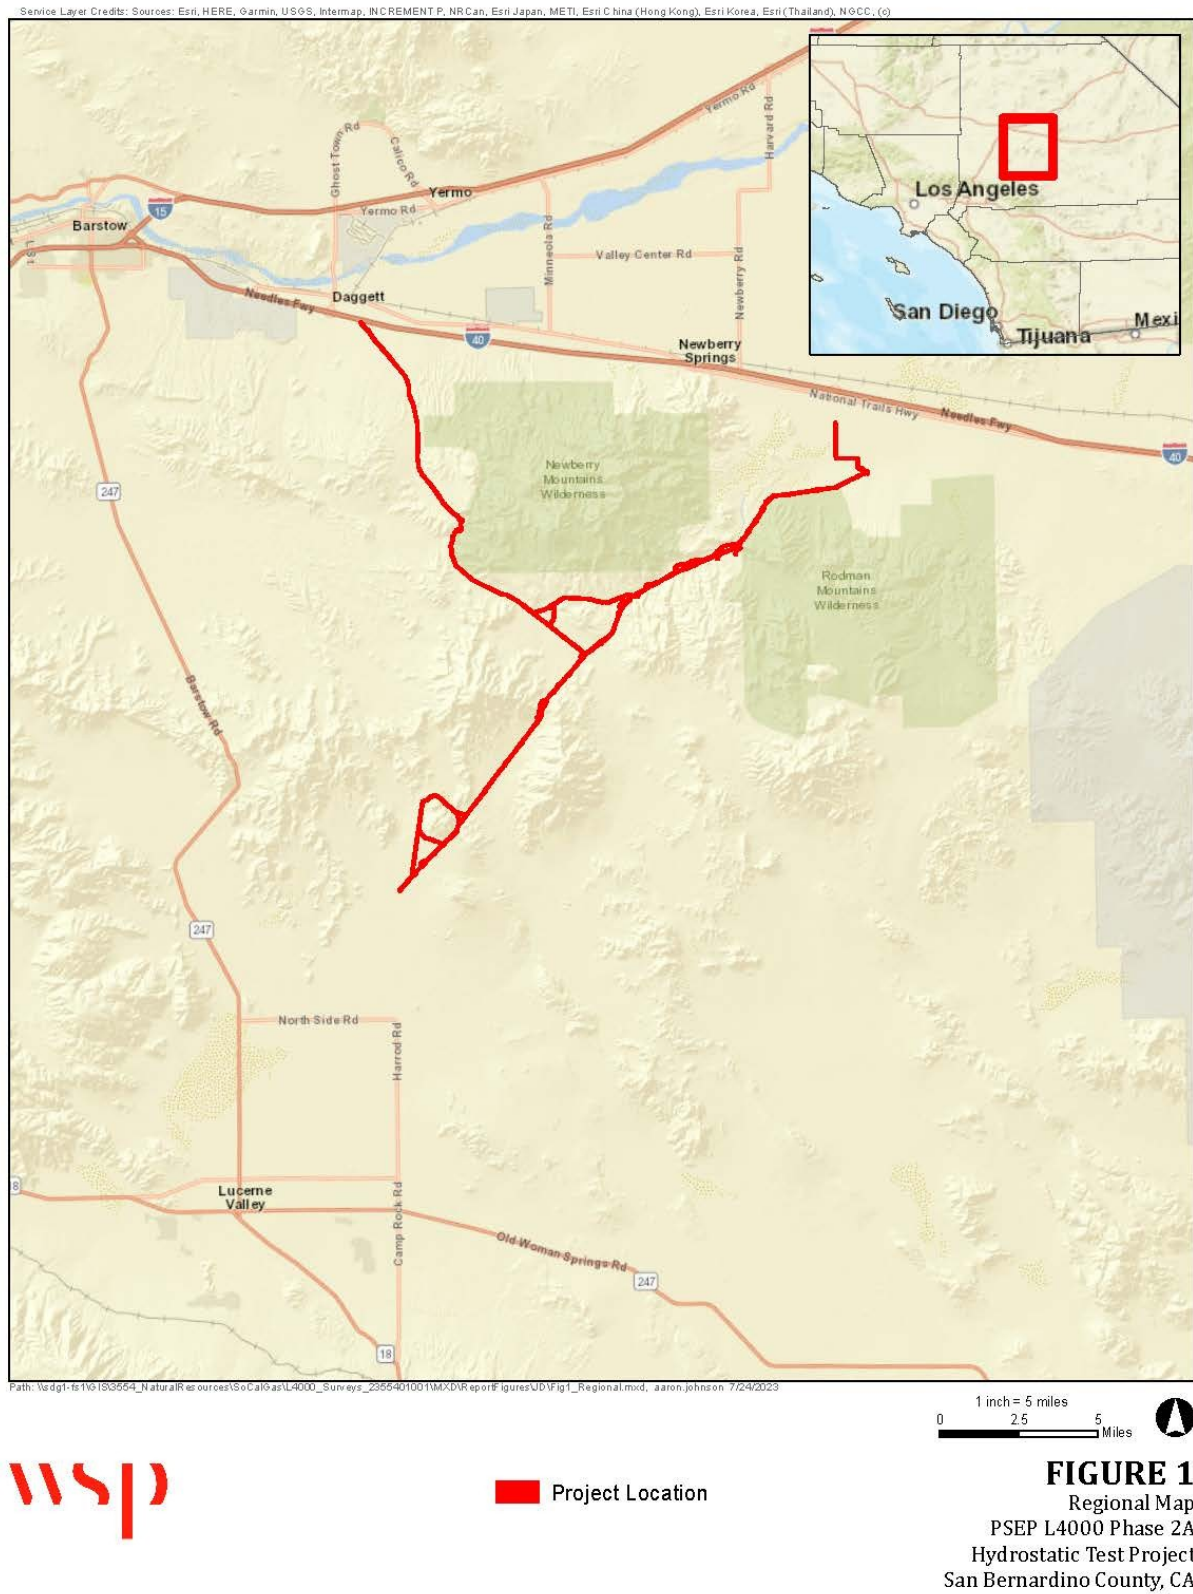 Service Layer Credits: Sources: Esri, HERE, Garmin, USGS, Intermap, INCREMENT P, NRCan, Esri Japan, METI, Esri China (Hong Kong), Esri Korea, Esri (Thailand), NGCC, (c)
Yermo Rd
Harvard Rd
Ghost Town Rd
Calico Rd
Yermo
Yermo Rd
15
Barstow
L St
Minneola Rd
Valley Center Rd
Newberry Rd
Los Angeles
San Diego
Tijuana
Mexi
Daggett
Needles Fwy
40
Newberry
Springs
National Trails Hwy
Needles Fwy
40
Newberry
Mountains
Wilderness
247
Rodman
Mountains
Wilderness
Barstow Rd
247
North Side Rd
Harrod Rd
8
Lucerne
Valley
Camp Rock Rd
Old Woman Springs Rd
247
18
Path: \\sdg1-fs1\GIS\3554_NaturalResources\SoCalGas\L4000_Surveys_2355401001\MXD\ReportFigures\JD\Fig1_Regional.mxd, aaron.johnson 7/24/2023
1 inch = 5 miles
0 2.5 5
Miles
wsp
Project Location
FIGURE 1
Regional Map
PSEP L4000 Phase 2A
Hydrostatic Test Project
San Bernardino County, CA